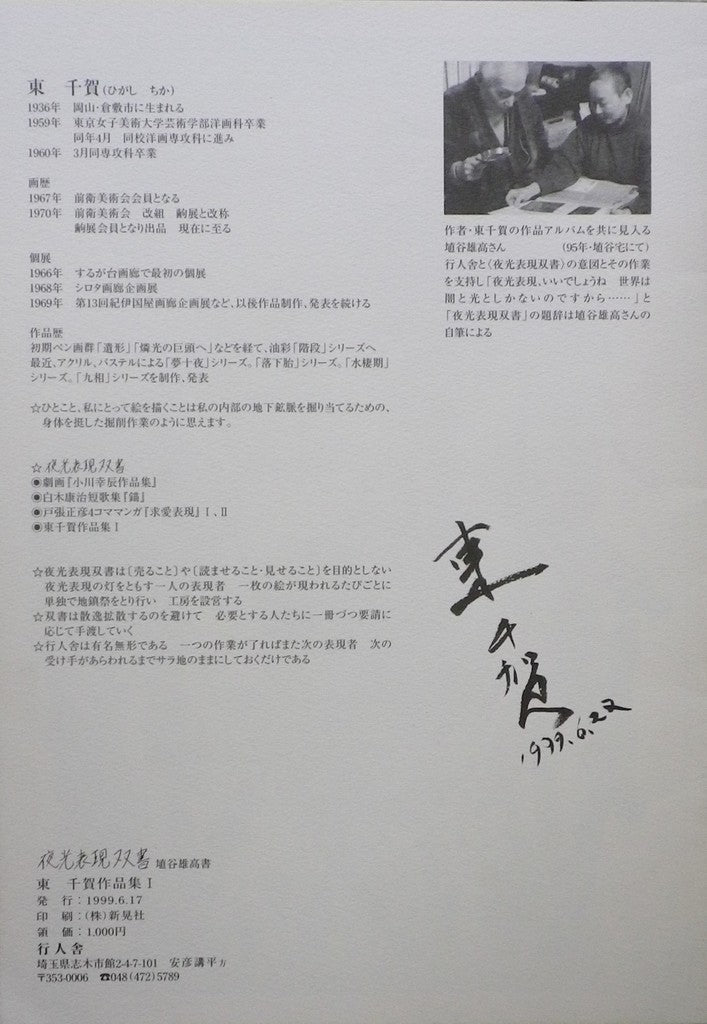 東 千賀(ひがし ちか)
1936年 岡山・倉敷市に生まれる
1959年 東京女子美術大学芸術学部洋画科卒業
同年4月 同校洋画専攻科に進み
1960年 3月同専攻科卒業
画歴
1967年 前衛美術会会員となる
1970年 前衛美術会 改組 齣展と改称
齣展会員となり出品 現在に至る
個展
1966年 するが台画廊で最初の個展
1968年 シロタ画廊企画展
1969年 第13回紀伊国屋画廊企画展など、以後作品制作、発表を続ける
作品歴
初期ペン画群「遺形」「燐光の巨頭へ」などを経て、油彩「階段」シリーズへ
最近、アクリル、パステルによる「夢十夜」シリーズ。「落下胎」シリーズ。「水棲期」
シリーズ。「九相」シリーズを制作、発表
☆ひとこと、私にとって絵を描くことは私の内部の地下鉱脈を掘り当てるための、
身体を挺した掘削作業のように思えます。
☆夜光表現双書
◉劇画『小川幸辰作品集』
◉白木康治短歌集『錨』
◉戸張正彦4コママンガ『求愛表現』Ⅰ、Ⅱ
◉東千賀作品集Ⅰ
☆夜光表現双書は〔売ること〕や〔読ませること・見せること〕を目的としない
夜光表現の灯をともす一人の表現者 一枚の絵が現われるたびごとに
単独で地鎮祭をとり行い 工房を設営する
☆双書は散逸拡散するのを避けて 必要とする人たちに一冊づつ要請に
応じて手渡していく
☆行人舎は有名無形である 一つの作業が了ればまた次の表現者 次の
受け手があらわれるまでサラ地のままにしておくだけである
作者・東千賀の作品アルバムを共に見入る
埴谷雄高さん (95年・埴谷宅にて)
行人舎と〈夜光表現双書〉の意図とその作業
を支持し「夜光表現、いいでしょうね 世界は
闇と光としかないのですから……」と
「夜光表現双書」の題辞は埴谷雄高さんの
自筆による
東
千賀
1999.6.22
夜光表現双書 埴谷雄高書
東 千賀作品集Ⅰ
発 行:1999.6.17
印 刷:(株)新晃社
領 価:1,000円
行人舎
埼玉県志木市館2-4-7-101 安彦講平方
〒353-0006 ☎048(472)5789